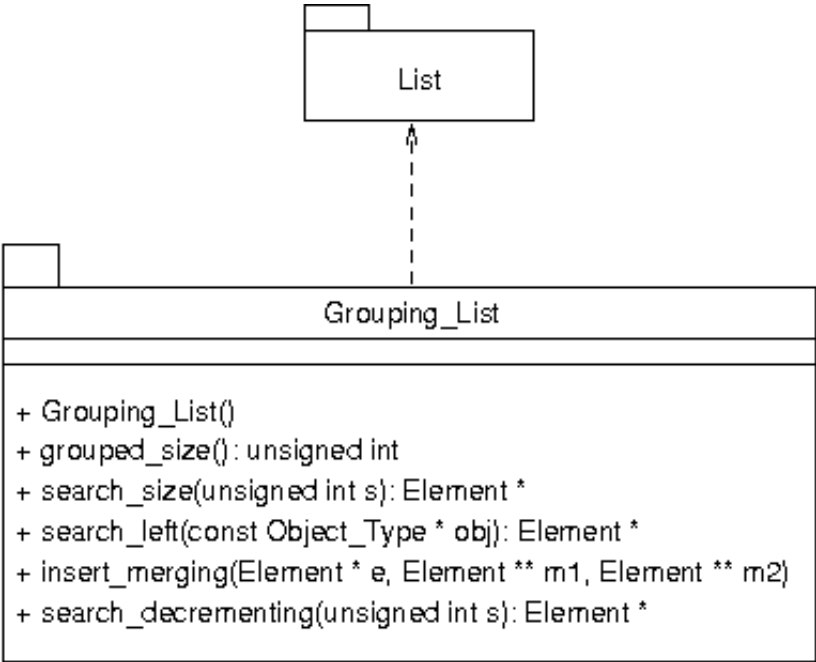 List
Grouping_List
+ Grouping_List()
+ grouped_size(): unsigned int
+ search_size(unsigned int s): Element *
+ search_left(const Object_Type * obj): Element *
+ insert_merging(Element * e, Element ** m1, Element ** m2)
+ search_decrementing(unsigned int s): Element *